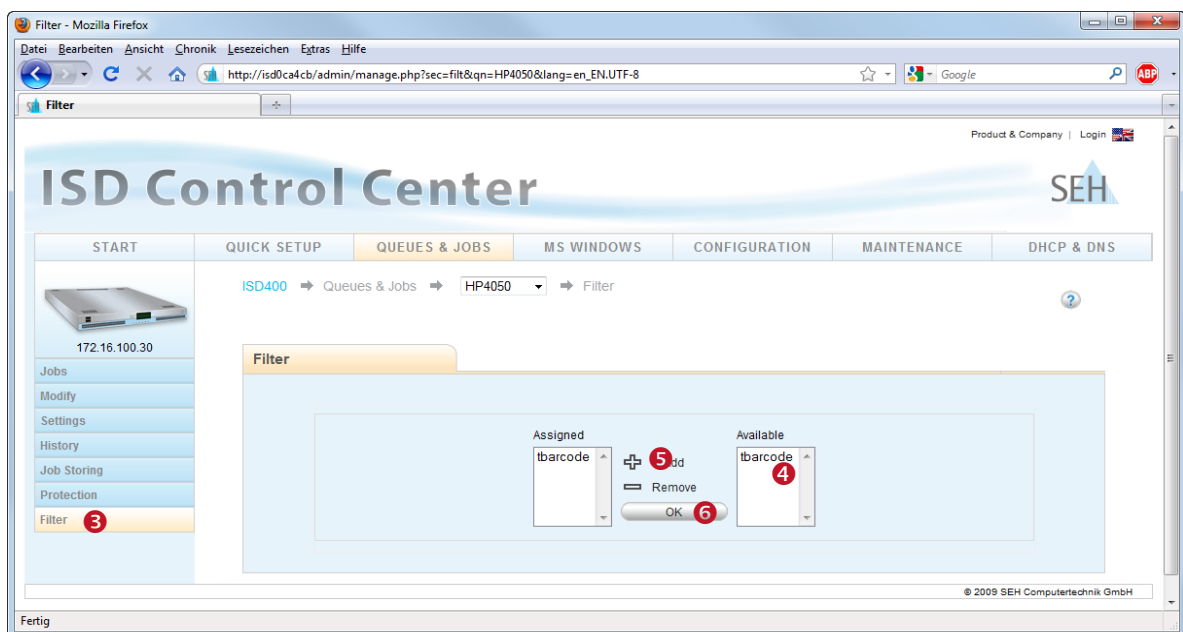 Filter - Mozilla Firefox
Datei Bearbeiten Ansicht Chronik Lesezeichen Extras Hilfe
http://isd0ca4cb/admin/manage.php?sec=filt&qn=HP4050&lang=en_EN.UTF-8
Google
ABP
Filter
Product & Company | Login
ISD Control Center
SEH
START QUICK SETUP QUEUES & JOBS MS WINDOWS CONFIGURATION MAINTENANCE DHCP & DNS
ISD400 Queues & Jobs HP4050 Filter
?
172.16.100.30
Jobs
Modify
Settings
History
Job Storing
Protection
Filter 3
Filter
Assigned Available
tbarcode 5 dd tbarcode
4
Remove
OK 6
© 2009 SEH Computertechnik GmbH
Fertig